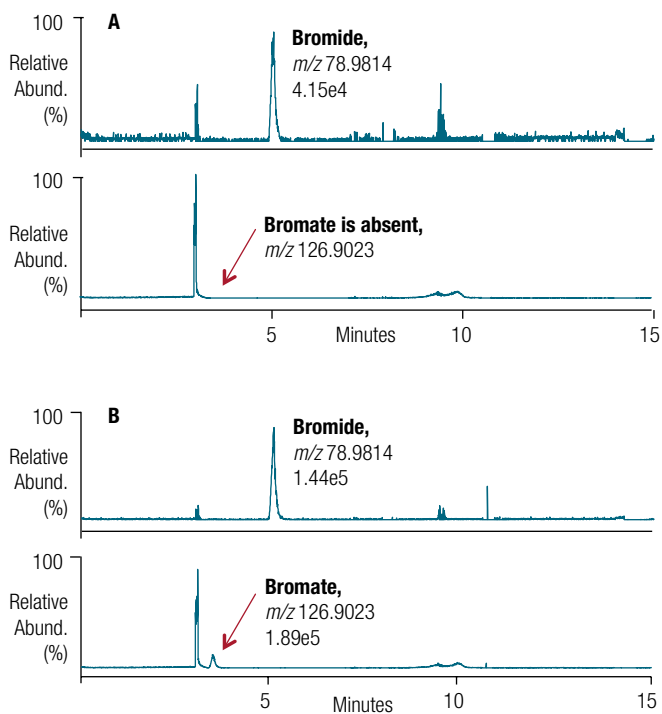 100
A
Relative
Abund.
(%)
Bromide,
m/z 78.9814
4.15e4
100
Relative
Abund.
(%)
Bromate is absent,
m/z 126.9023
5
Minutes
10
15
100
B
Relative
Abund.
(%)
Bromide,
m/z 78.9814
1.44e5
100
Relative
Abund.
(%)
Bromate,
m/z 126.9023
1.89e5
5
Minutes
10
15